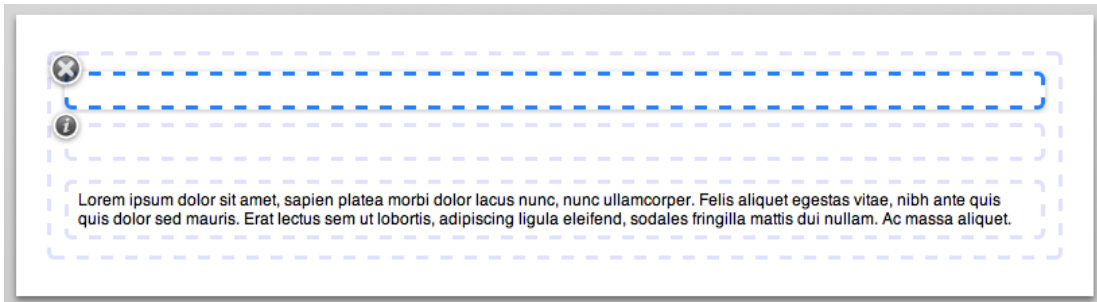 Lorem ipsum dolor sit amet, sapien platea morbi dolor lacus nunc, nunc ullamcorper. Felis aliquet egestas vitae, nibh ante quis
quis dolor sed mauris. Erat lectus sem ut lobortis, adipiscing ligula eleifend, sodales fringilla mattis dui nullam. Ac massa aliquet.